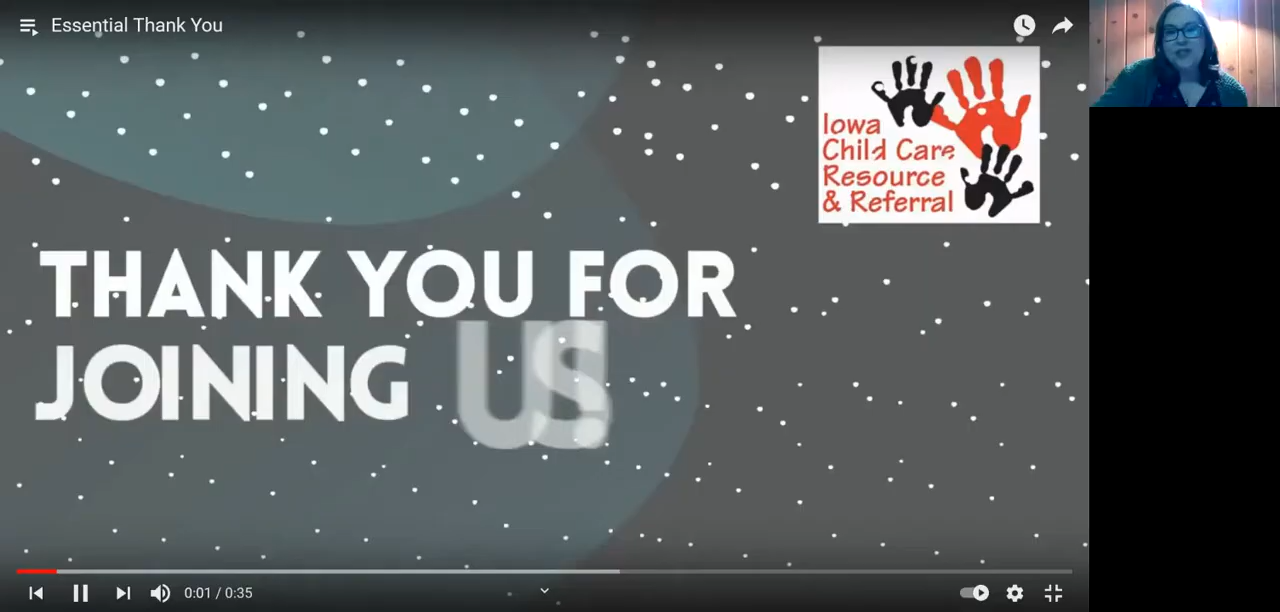 Essential Thank You
Iowa
Child Care
Resource
& Referral
THANK YOU FOR
JOINING US!
0:01 / 0:35